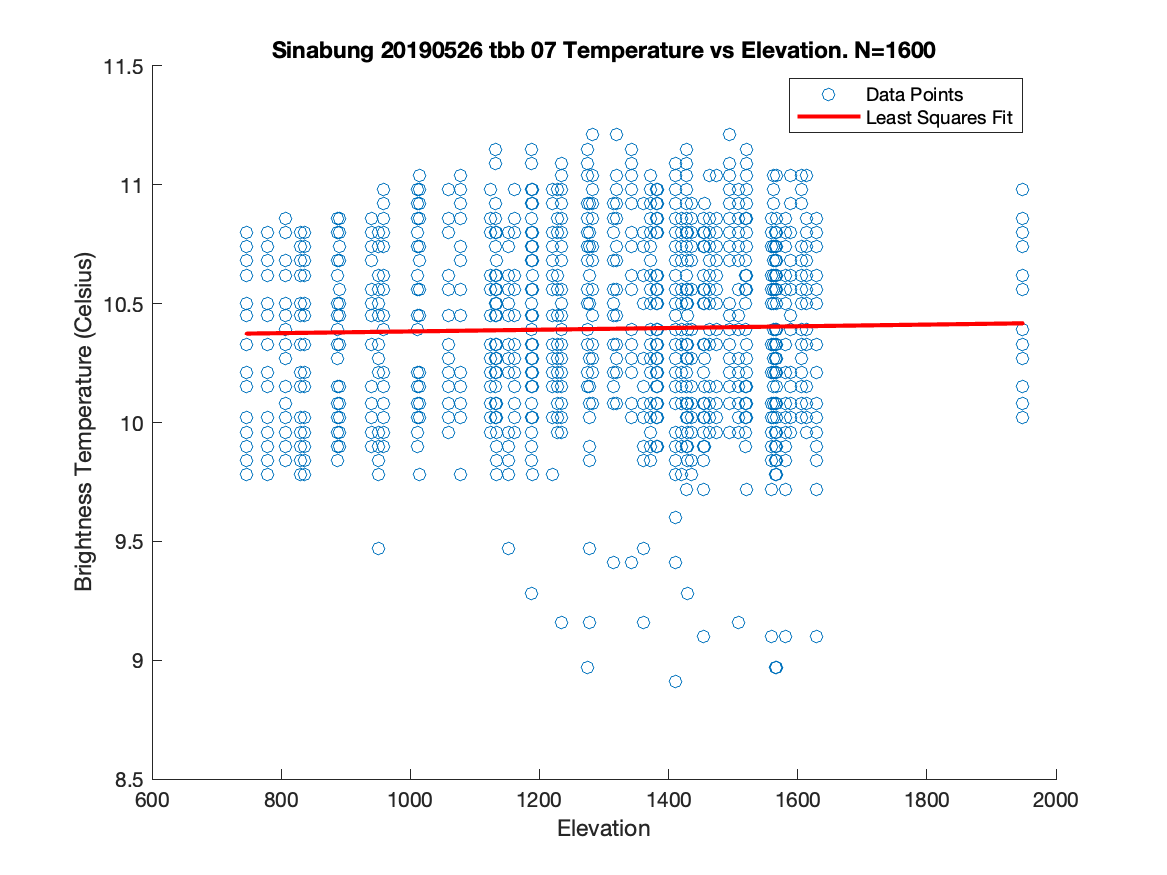 Sinabung 20190526 tbb 07 Temperature vs Elevation. N=1600
Data Points
Least Squares Fit
11.5
11
10.5
10
9.5
9
8.5
Brightness Temperature (Celsius)
600 800 1000 1200 1400 1600 1800 2000
Elevation